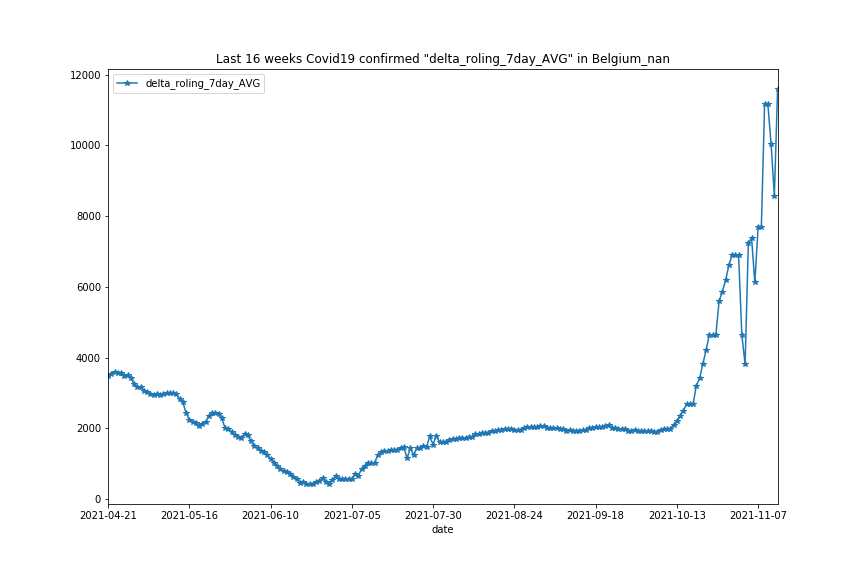 Last 16 weeks Covid19 confirmed "delta_roling_7day_AVG" in Belgium_nan
delta_roling_7day_AVG
12000
10000
8000
6000
4000
2000
0
2021-04-21 2021-05-16 2021-06-10 2021-07-05 2021-07-30 2021-08-24 2021-09-18 2021-10-13 2021-11-07
date